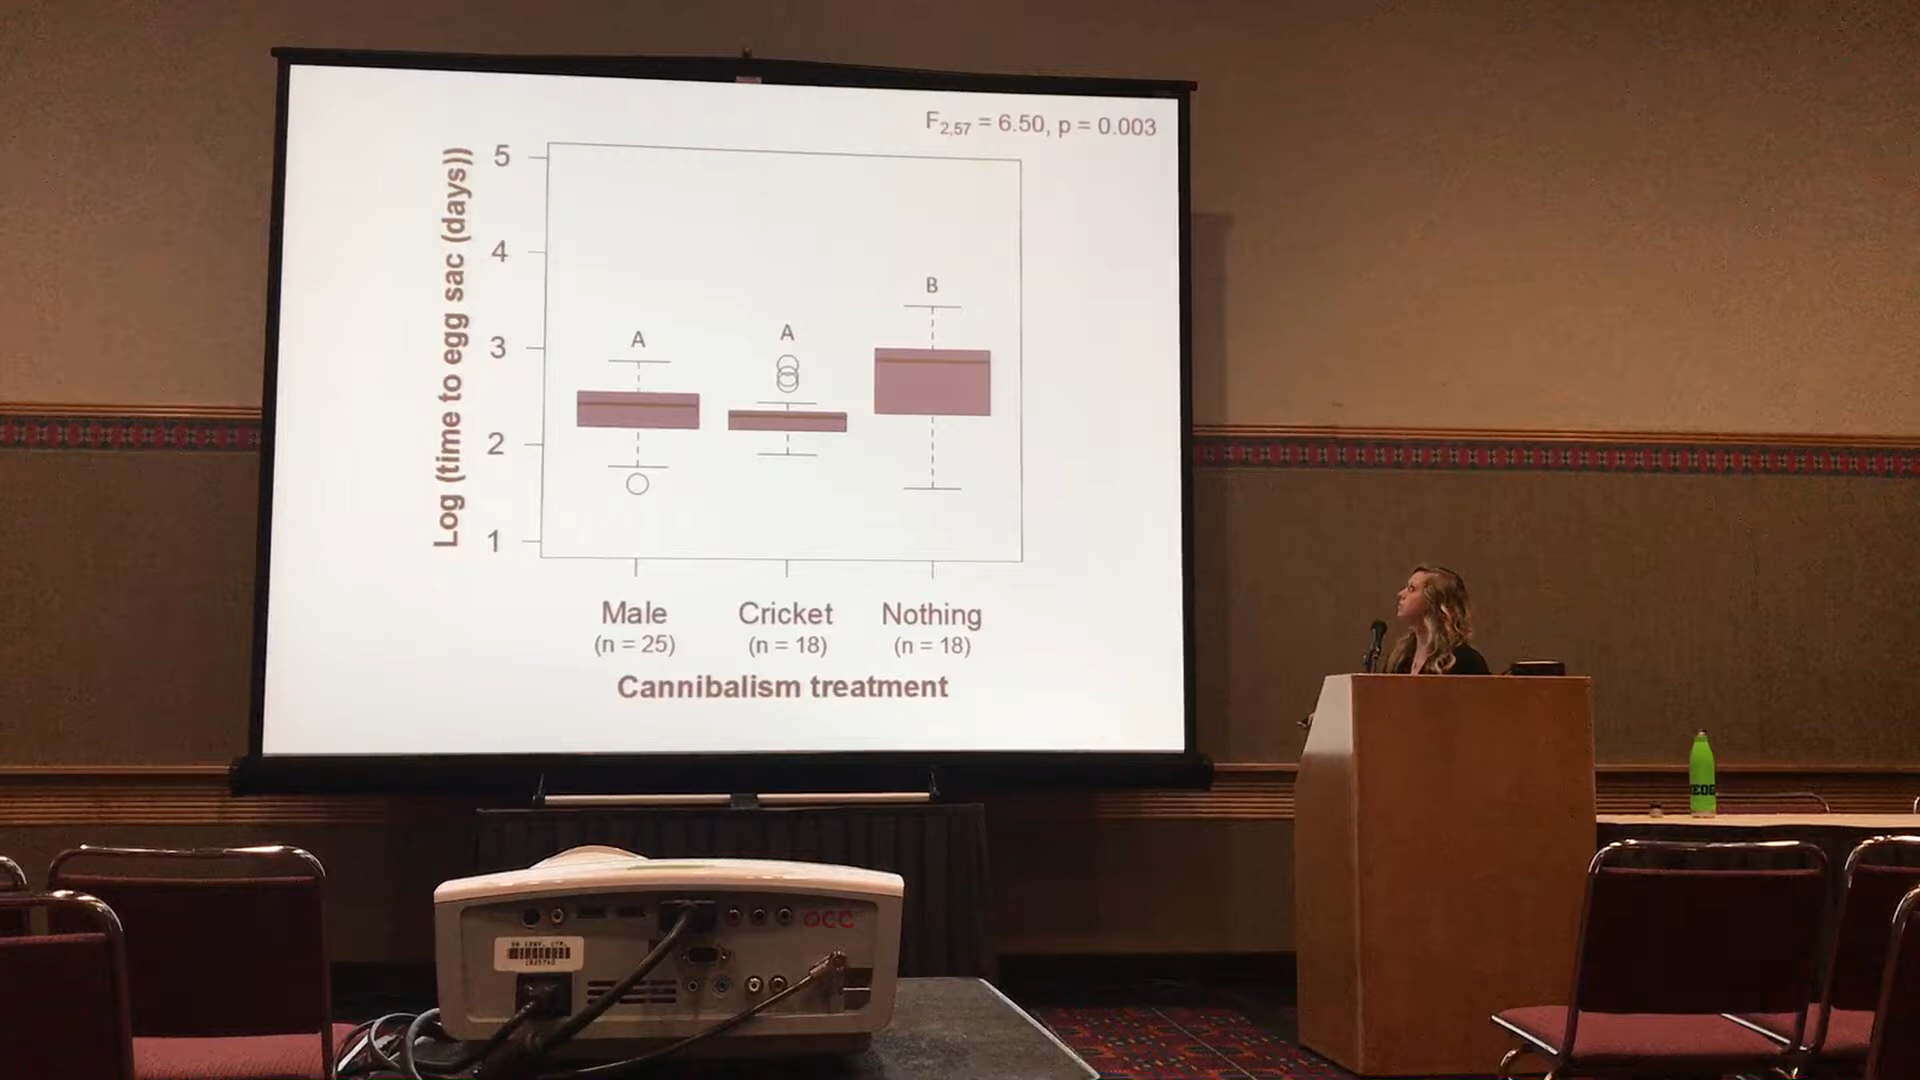 F2,57 = 6.50, p = 0.003
Log (time to egg sac (days))
5
4
3
2
1
A
A
B
Male
Cricket
Nothing
(n = 25)
(n = 18)
(n = 18)
Cannibalism treatment
OCC